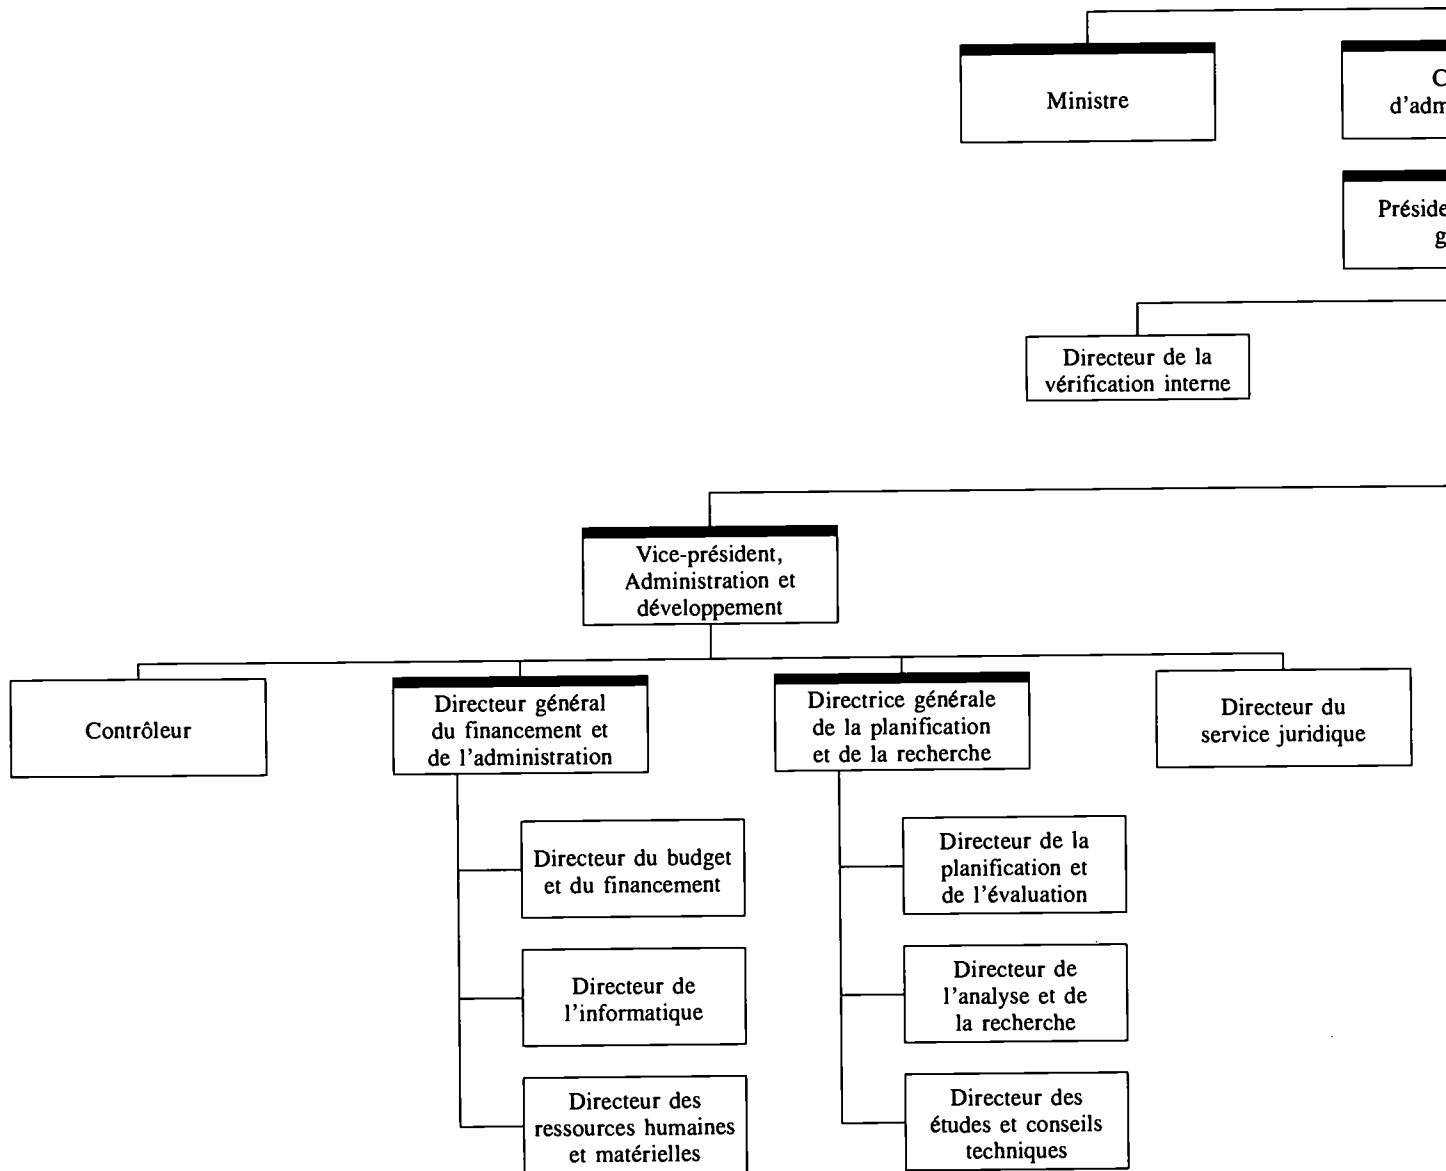 Ministre
C
d'adm
Préside
g
Directeur de la
vérification interne
Vice-président,
Administration et
développement
Contrôleur
Directeur général
du financement et
de l'administration
Directrice générale
de la planification
et de la recherche
Directeur du
service juridique
Directeur du budget
et du financement
Directeur de
l'informatique
Directeur des
ressources humaines
et matérielles
Directeur de la
planification et
de l'évaluation
Directeur de
l'analyse et de
la recherche
Directeur des
études et conseils
techniques